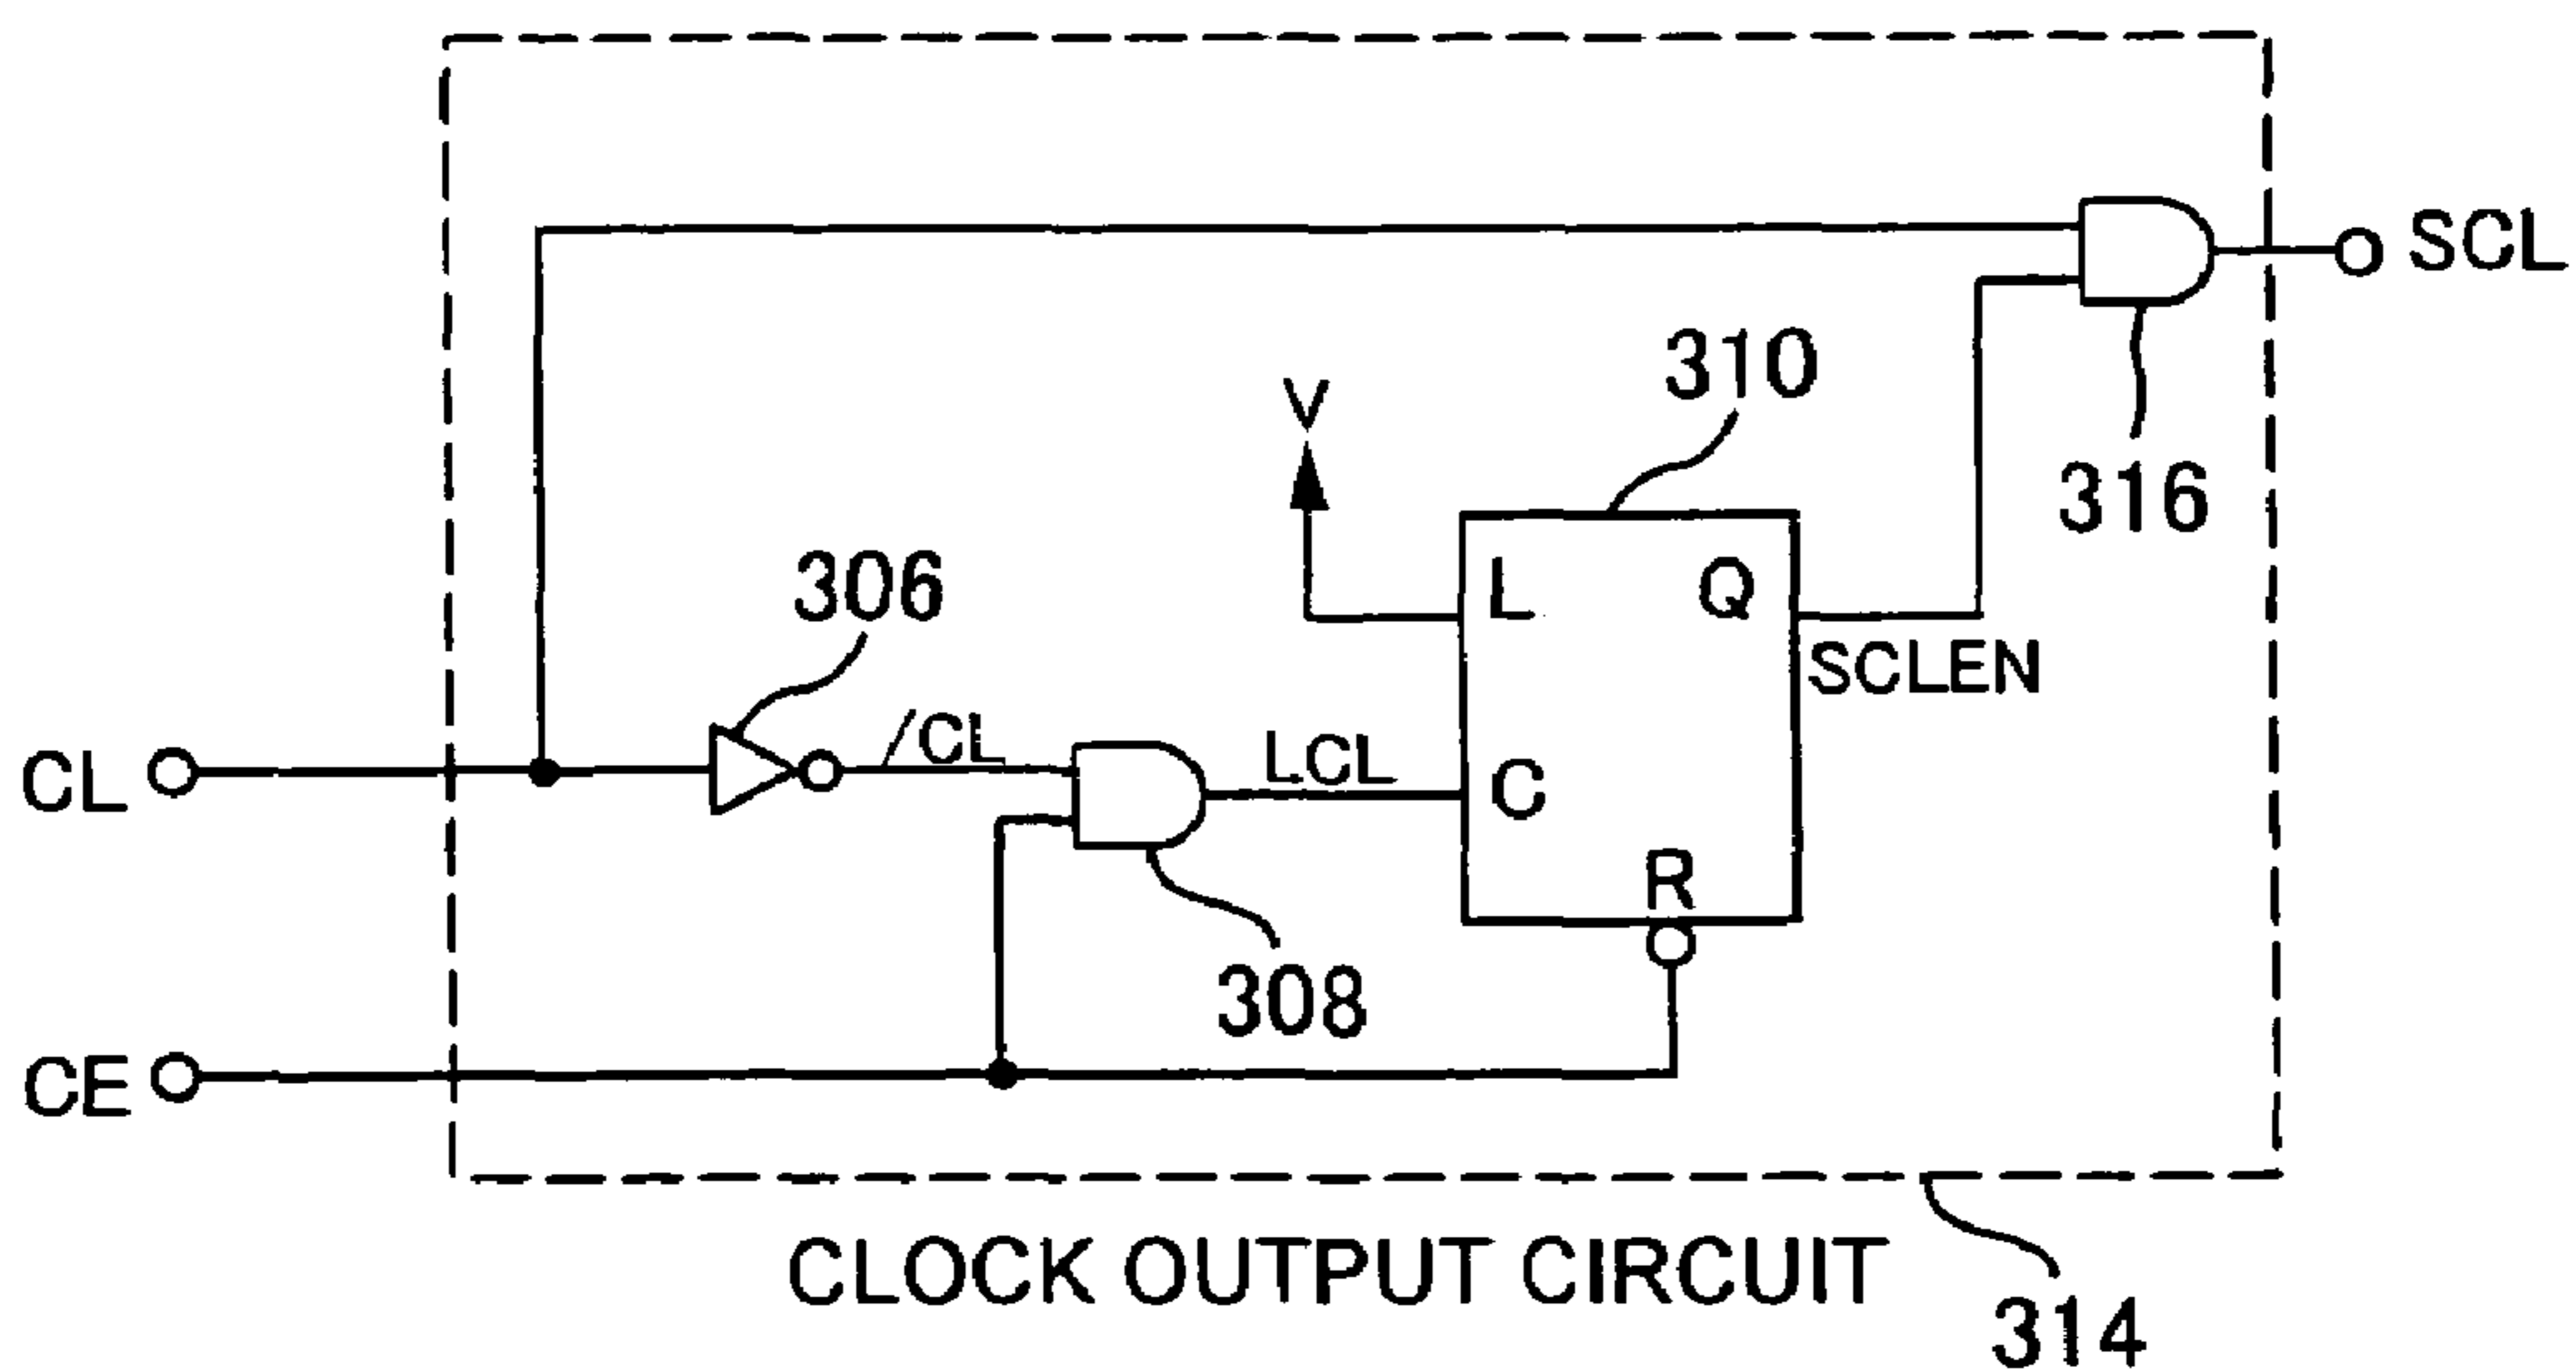 SCL
310
V
316
306
L
Q
SCLEN
/CL
LCL
CL
C
R
308
CE
CLOCK OUTPUT CIRCUIT
314